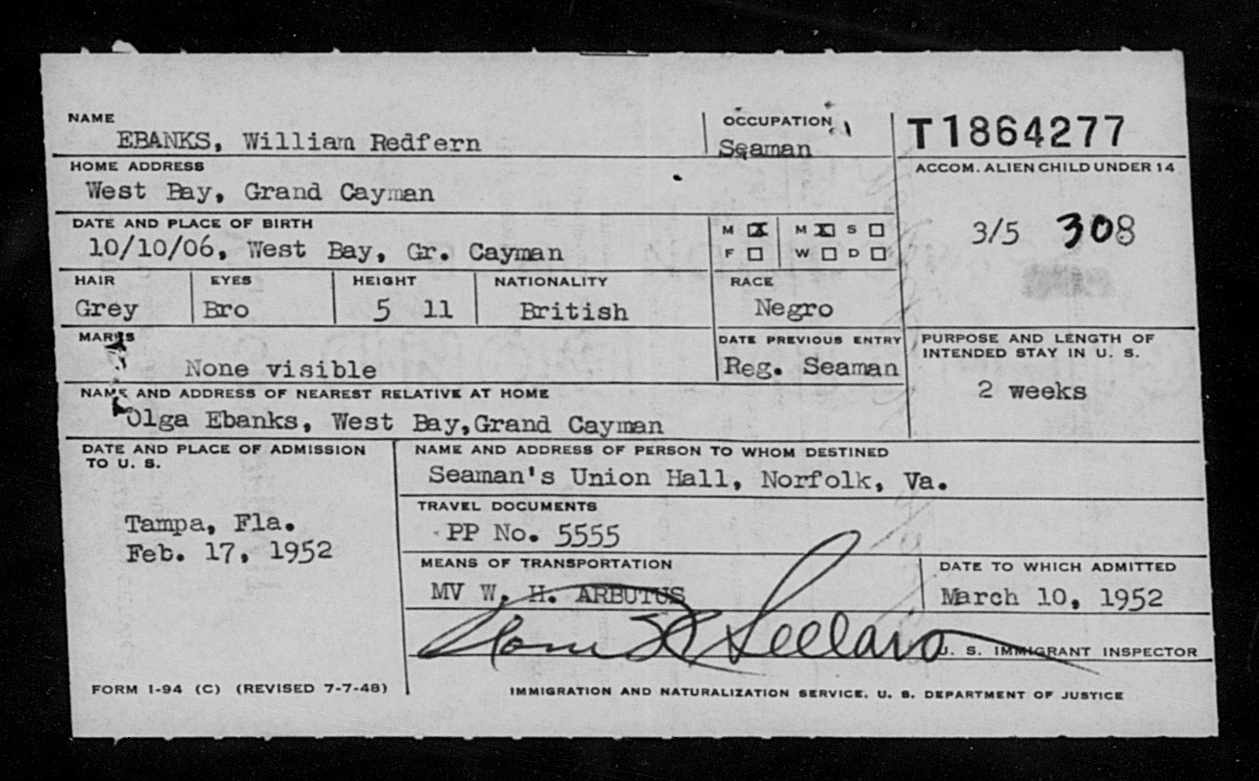 NAME
EBANKS, William Redfern
OCCUPATION
Seaman
T1864277
HOME ADDRESS
West Bay, Grand Cayman
ACCOM. ALIEN CHILD UNDER 14
DATE AND PLACE OF BIRTH
10/10/06, West Bay, Gr. Cayman
M X M X S
F W D
3/5 308
HAIR EYES HEIGHT NATIONALITY RACE
Grey Bro 5 11 British Negro
MARKS
None visible
DATE PREVIOUS ENTRY
Reg. Seaman
PURPOSE AND LENGTH OF
INTENDED STAY IN U. S.
2 weeks
NAME AND ADDRESS OF NEAREST RELATIVE AT HOME
Olga Ebanks, West Bay,Grand Cayman
DATE AND PLACE OF ADMISSION
TO U. S.
Tampa, Fla.
Feb. 17, 1952
NAME AND ADDRESS OF PERSON TO WHOM DESTINED
Seaman's Union Hall, Norfolk, Va.
TRAVEL DOCUMENTS
PP No. 5555
MEANS OF TRANSPORTATION
MV W. H. ARBUTUS
DATE TO WHICH ADMITTED
March 10, 1952
U. S. IMMIGRANT INSPECTOR
FORM I-94 (C) (REVISED 7-7-48)
IMMIGRATION AND NATURALIZATION SERVICE, U. S. DEPARTMENT OF JUSTICE